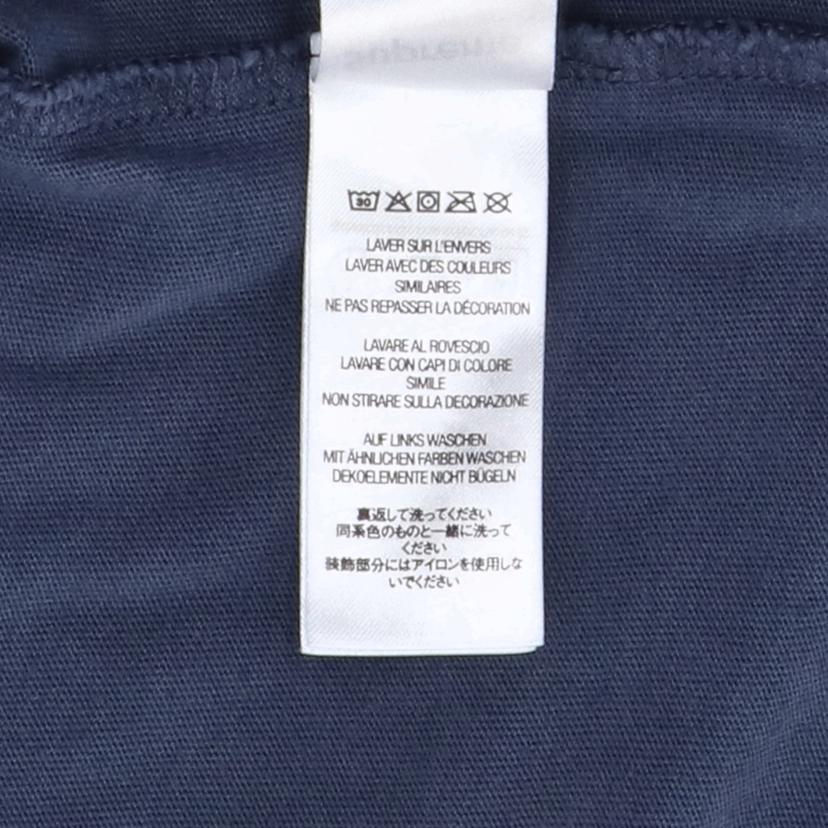 Supreme
30
LAVER SUR L'ENVERS
LAVER AVEC DES COULEURS
SIMILAIRES
NE PAS REPASSER LA DÉCORATION
LAVARE AL ROVESCIO
LAVARE CON CAPI DI COLORE
SIMILE
NON STIRARE SULLA DECORAZIONE
AUF LINKS WASCHEN
MIT ÄHNLICHEN FARBEN WASCHEN
DEKOELEMENTE NICHT BÜGELN
裏返して洗ってください
同系色のものと一緒に洗って
ください
装飾部分にはアイロンを使用しな
いでください